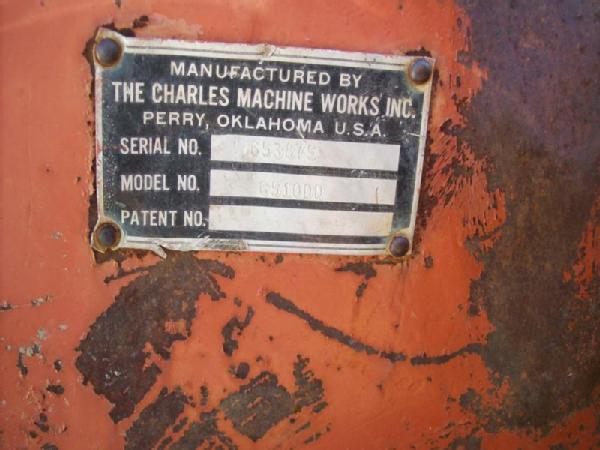 MANUFACTURED BY
THE CHARLES MACHINE WORKS INC.
PERRY, OKLAHOMA U.S.A.
SERIAL NO.
MODEL NO.
PATENT NO.